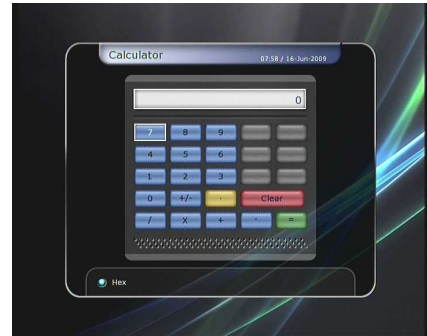 Calculator 07:58 / 16-Jun-2009
0
7 8 9
4 5 6
1 2 3
0 +/- . Clear
/ X + - =
Hex